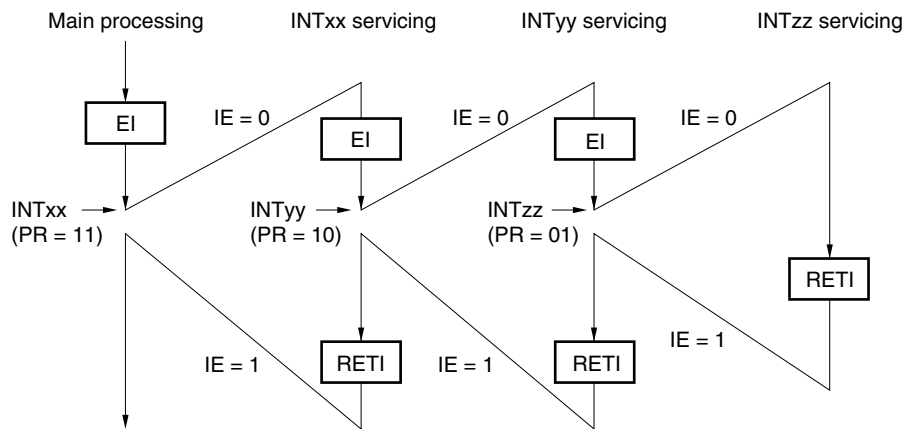 Main processing
INTxx servicing
INTyy servicing
INTzz servicing
EI
IE = 0
EI
IE = 0
EI
IE = 0
INTxx
(PR = 11)
INTyy
(PR = 10)
INTzz
(PR = 01)
RETI
IE = 1
RETI
IE = 1
RETI
IE = 1